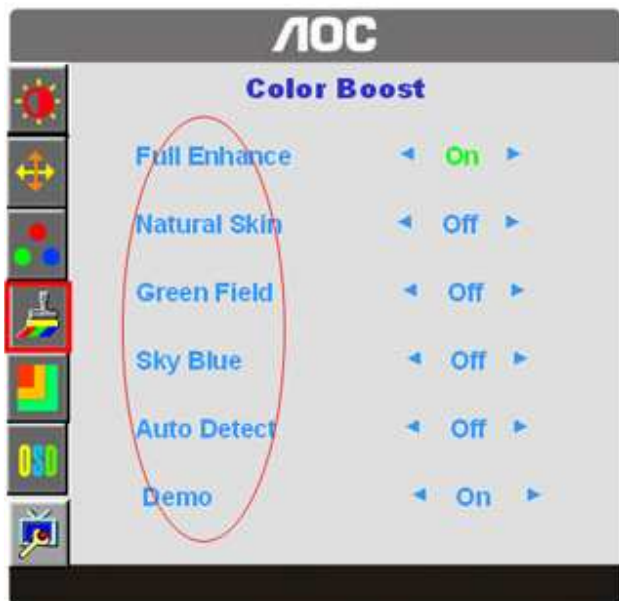 AOC
Color Boost
Full Enhance On
Natural Skin Off
Green Field Off
Sky Blue Off
Auto Detect Off
Demo On
OSD